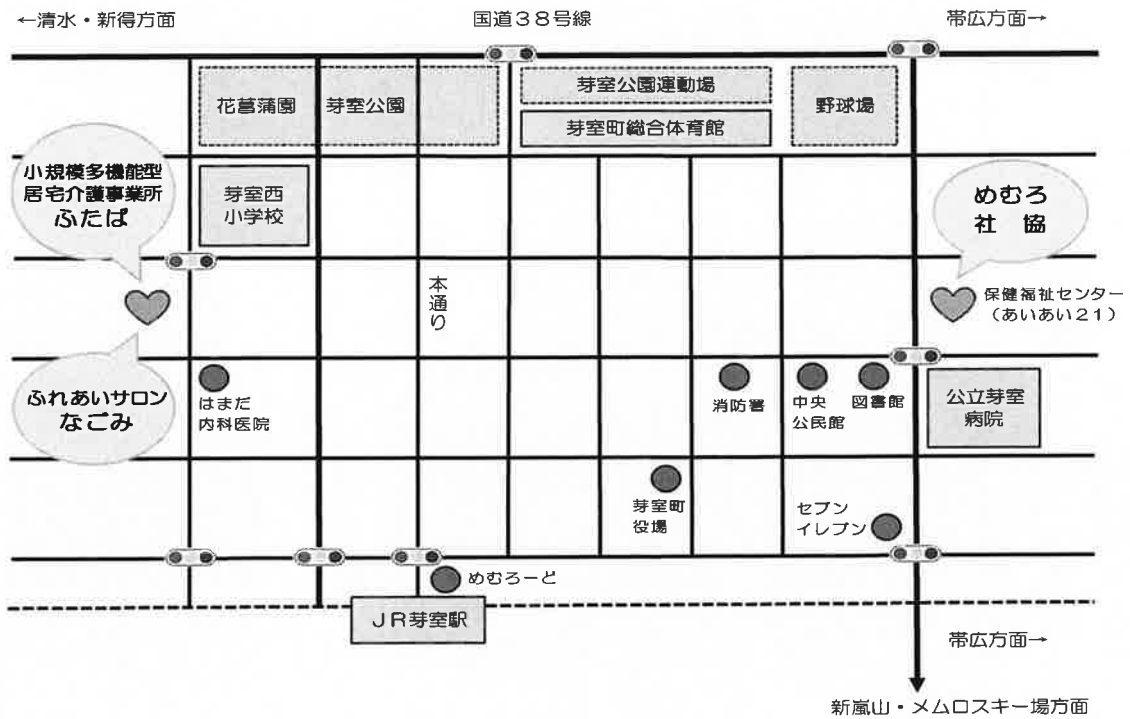 ←清水・新得方面
国道38号線
帯広方面→
花菖蒲園
芽室公園
芽室公園運動場
芽室町総合体育館
野球場
小規模多機能型
居宅介護事業所
ふたば
芽室西
小学校
めむろ
社協
本通り
保健福祉センター
（あいあい21）
ふれあいサロン
なごみ
はまだ
内科医院
消防署
中央
公民館
図書館
公立芽室
病院
芽室町
役場
セブン
イレブン
めむろーど
JR芽室駅
帯広方面→
新嵐山・メムロスキー場方面